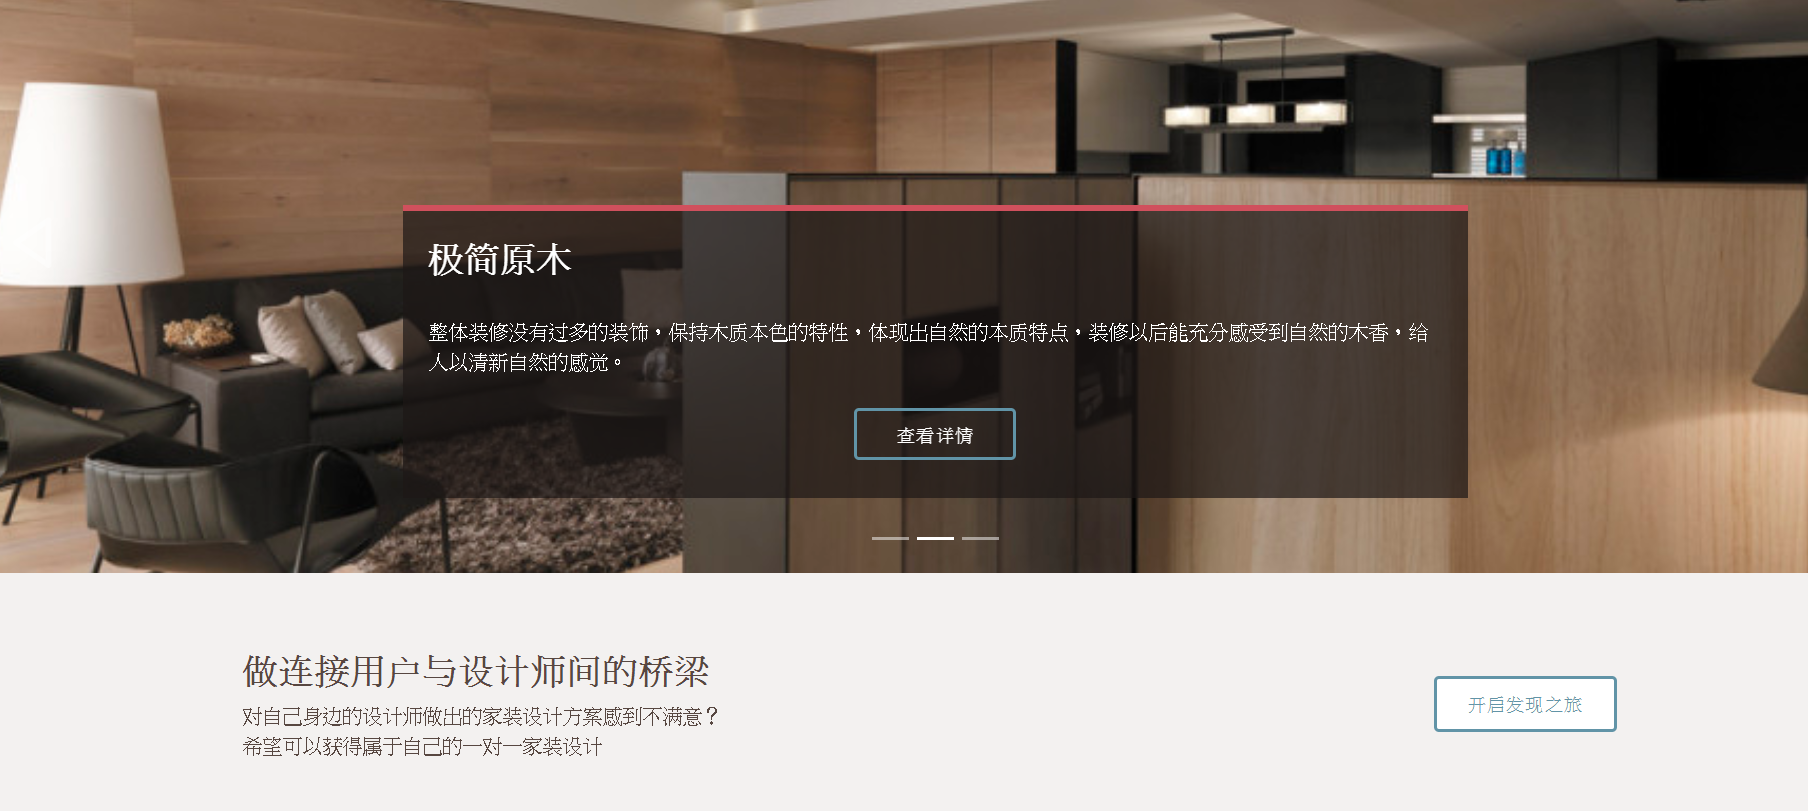 极简原木
整体装修没有过多的装饰，保持木质本色的特性，体现出自然的本质特点，装修以后能充分感受到自然的木香，给
人以清新自然的感觉。
查看详情
做连接用户与设计师间的桥梁
对自己身边的设计师做出的家装设计方案感到不满意？
希望可以获得属于自己的一对一家装设计
开启发现之旅